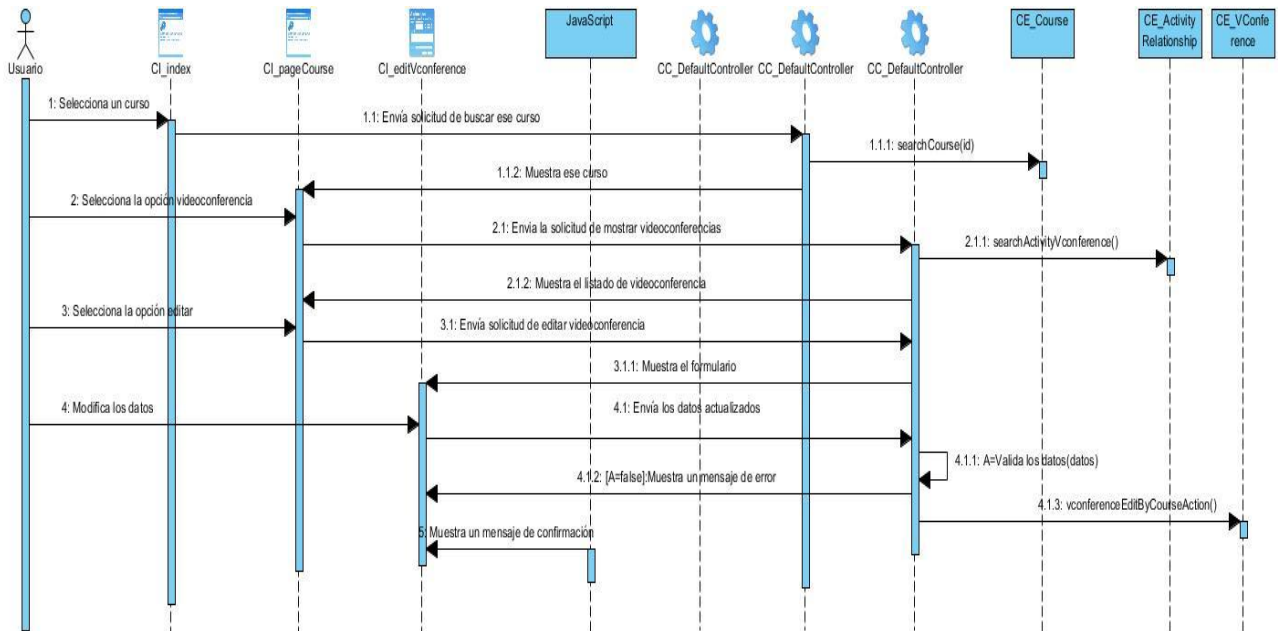 JavaScript
CE_Course
CE_Activity
Relationship
CE_VConfe
rence
Usuario
CI_index
CI_pageCourse
CI_editVconference
CC_DefaultController
CC_DefaultController
CC_DefaultController
1: Selecciona un curso
1.1: Envía solicitud de buscar ese curso
1.1.1: searchCourse(id)
1.1.2: Muestra ese curso
2: Selecciona la opción videoconferencia
2.1: Envia la solicitud de mostrar videoconferencias
2.1.1: searchActivityVconference()
2.1.2: Muestra el listado de videoconferencia
3: Selecciona la opción editar
3.1: Envía solicitud de editar videoconferencia
3.1.1: Muestra el formulario
4: Modifica los datos
4.1: Envía los datos actualizados
4.1.1: A=Valida los datos(datos)
4.1.2: [A=false]:Muestra un mensaje de error
4.1.3: vconferenceEditByCourseAction()
5: Muestra un mensaje de confirmación